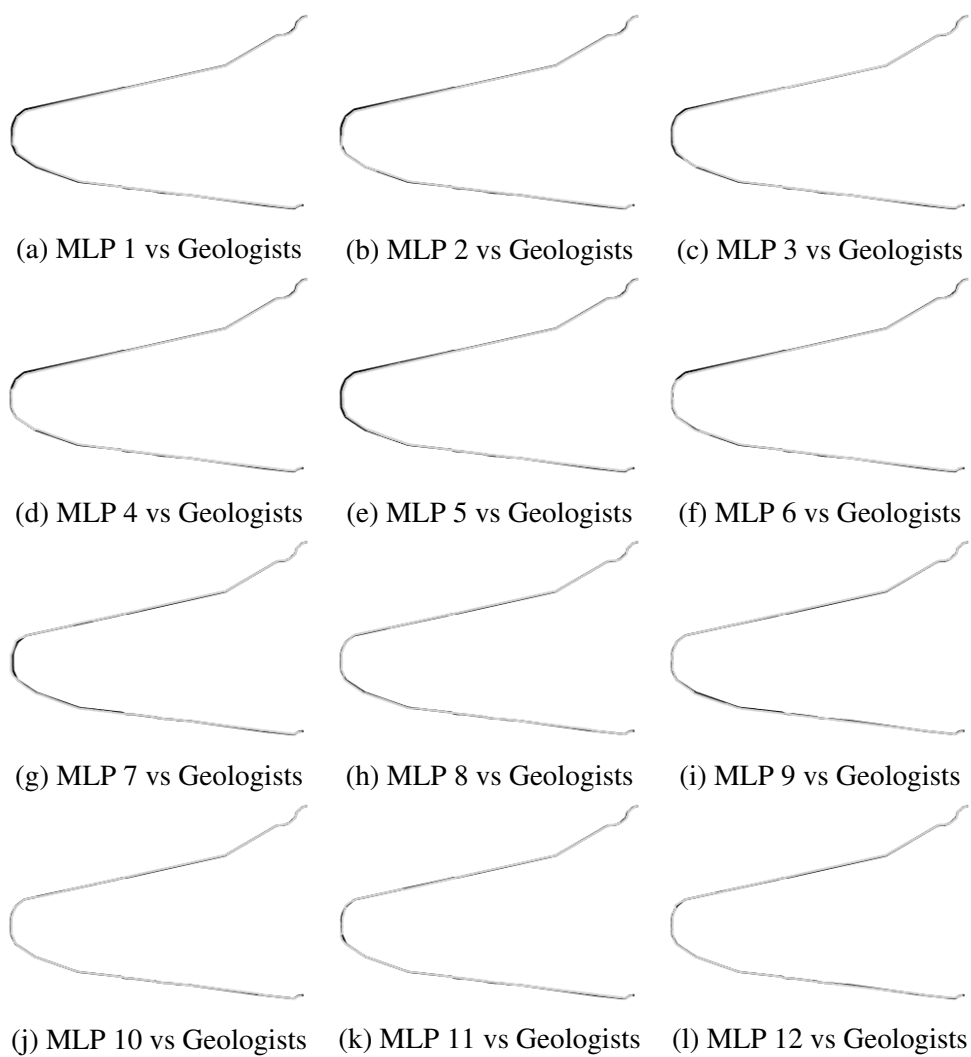 (a) MLP 1 vs Geologists
(b) MLP 2 vs Geologists
(c) MLP 3 vs Geologists
(d) MLP 4 vs Geologists
(e) MLP 5 vs Geologists
(f) MLP 6 vs Geologists
(g) MLP 7 vs Geologists
(h) MLP 8 vs Geologists
(i) MLP 9 vs Geologists
(j) MLP 10 vs Geologists
(k) MLP 11 vs Geologists
(l) MLP 12 vs Geologists